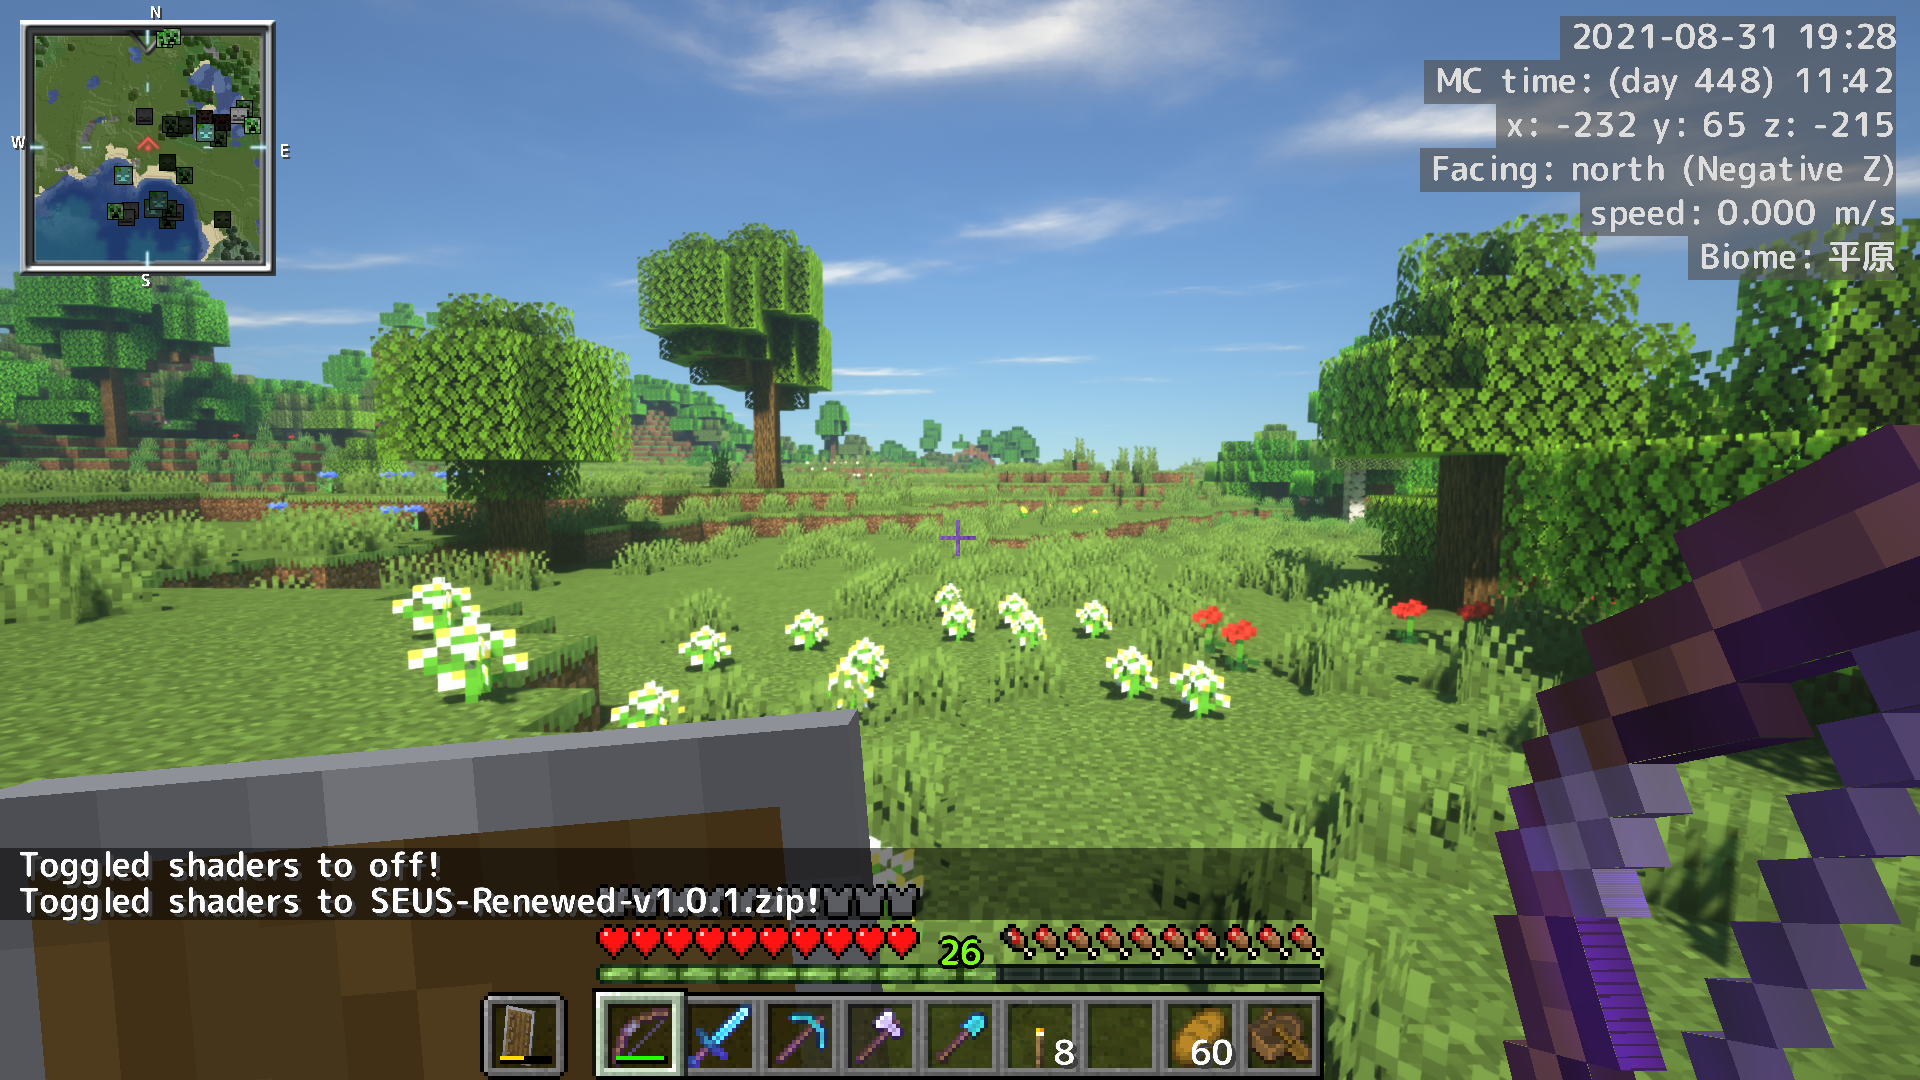 N
W
E
S
2021-08-31 19:28
MC time: (day 448) 11:42
x: -232 y: 65 z: -215
Facing: north (Negative Z)
speed: 0.000 m/s
Biome: 平原
Toggled shaders to off!
Toggled shaders to SEUS-Renewed-v1.0.1.zip!
26
8
60